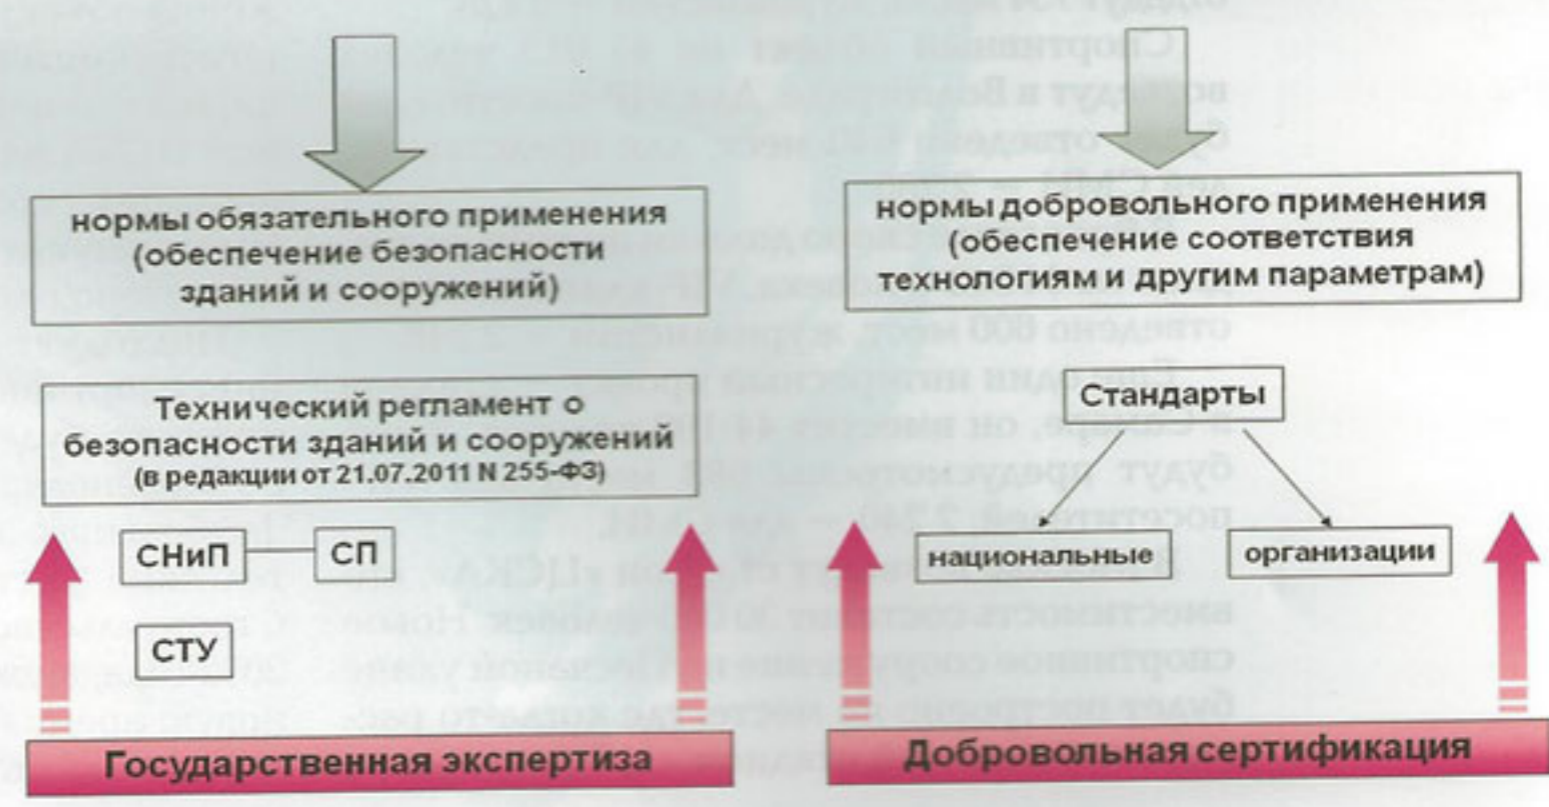 нормы обязательного применения
(обеспечение безопасности
зданий и сооружений)
Технический регламент о
безопасности зданий и сооружений
(в редакции от 21.07.2011 N 255-ФЗ)
СНиП
СП
СТУ
Государственная экспертиза
нормы добровольного применения
(обеспечение соответствия
технологиям и другим параметрам)
Стандарты
национальные
организации
Добровольная сертификация